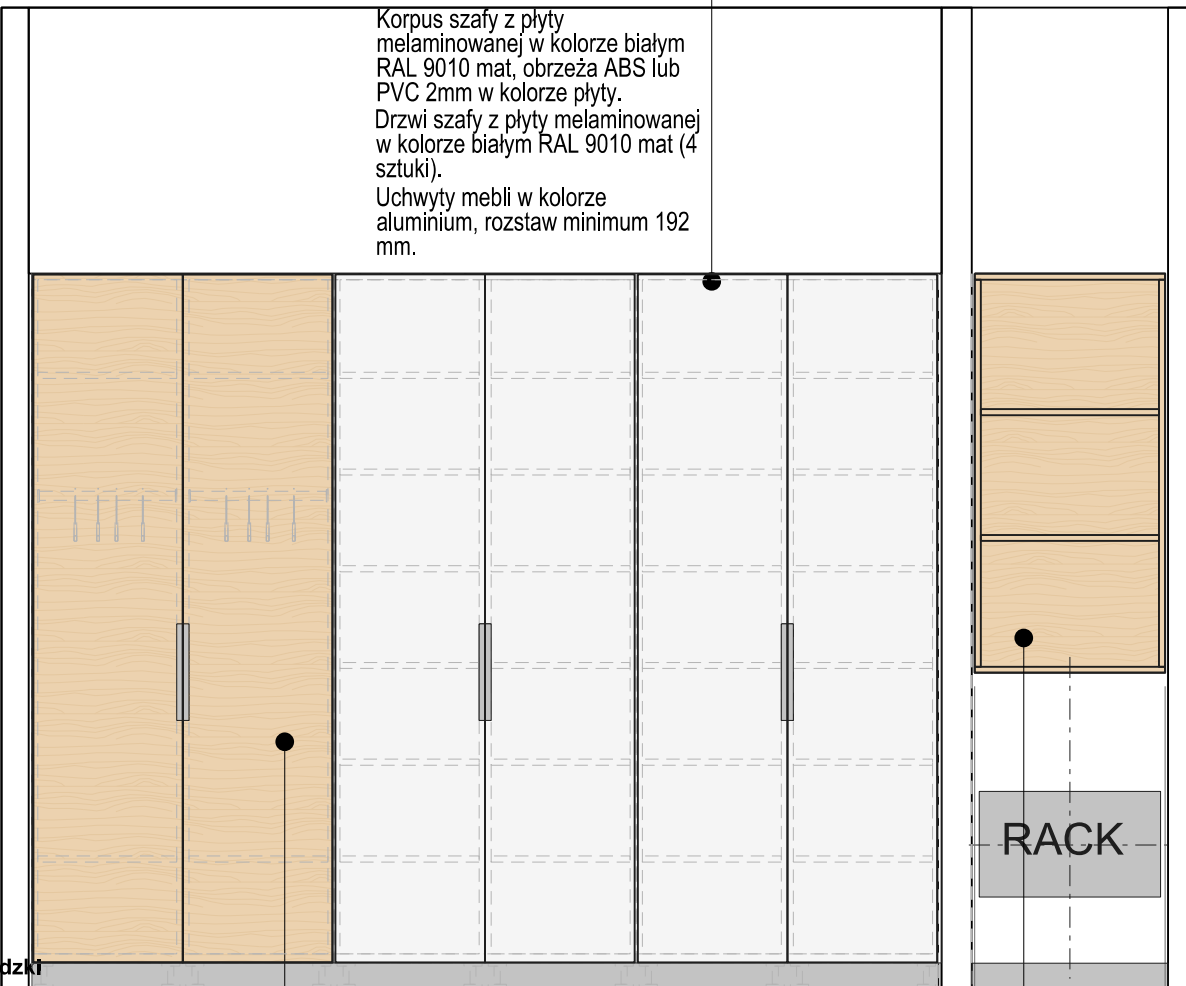 Korpus szafy z płyty
melaminowanej w kolorze białym
RAL 9010 mat, obrzeża ABS lub
PVC 2mm w kolorze płyty.
Drzwi szafy z płyty melaminowanej
w kolorze białym RAL 9010 mat (4
sztuki).
Uchwyty mebli w kolorze
aluminium, rozstaw minimum 192
mm.
RACK
dzki